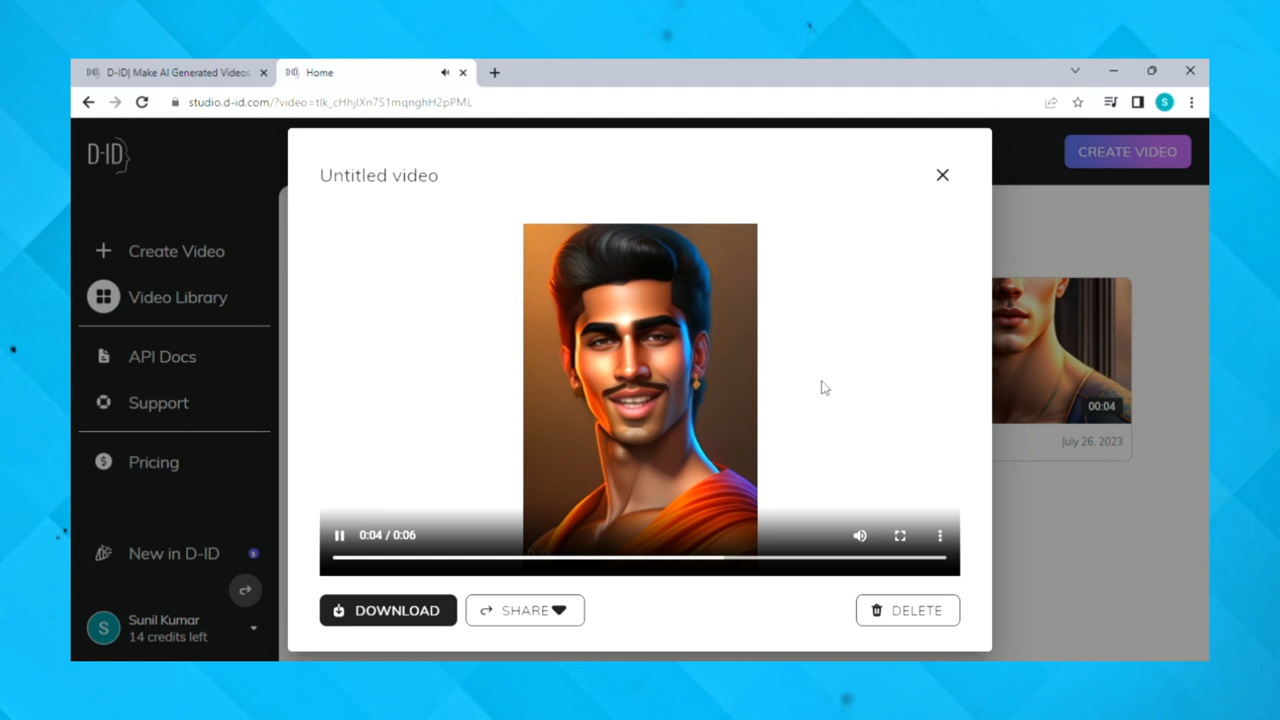 D-ID| Make AI Generated Videos
Home
studio.d-id.com/?video=tlk_cHhjIXn7S1mqnghH2pPML
S
D-ID
CREATE VIDEO
Untitled video
Create Video
Video Library
API Docs
Support
Pricing
00:04
July 26, 2023
0:04 / 0:06
New in D-ID
S
Sunil Kumar
14 credits left
DOWNLOAD
SHARE
DELETE